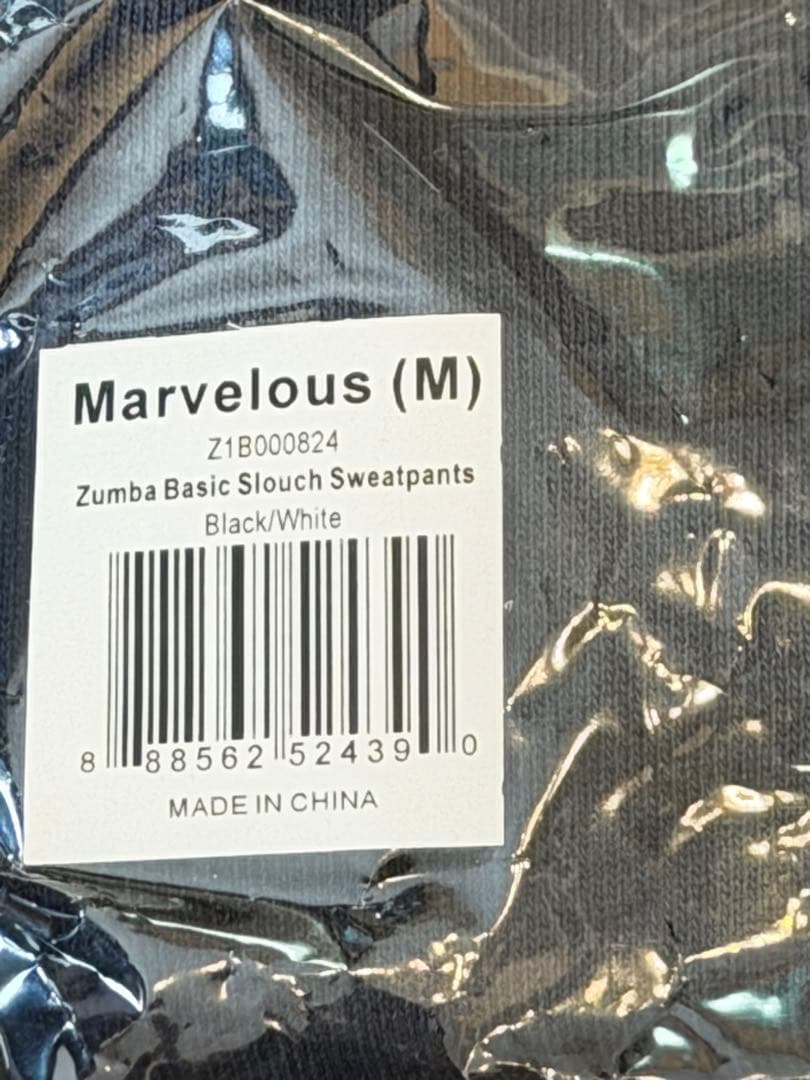 Marvelous (M)
Z1B000824
Zumba Basic Slouch Sweatpants
Black/White
8 88562 52439 0
MADE IN CHINA